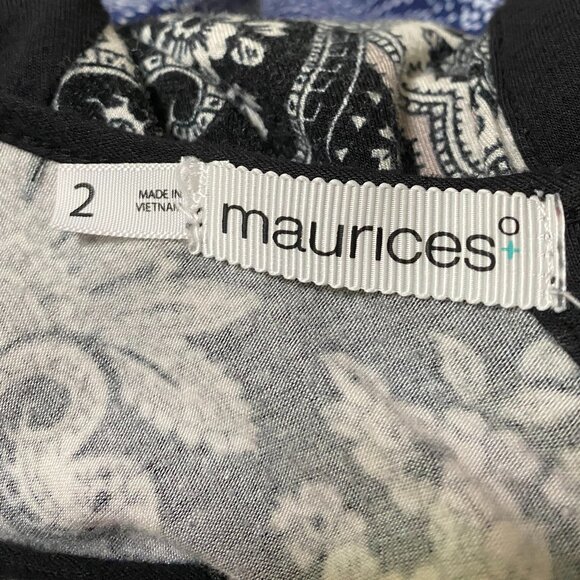 2
MADE IN
VIETNAM
maurices
o
+